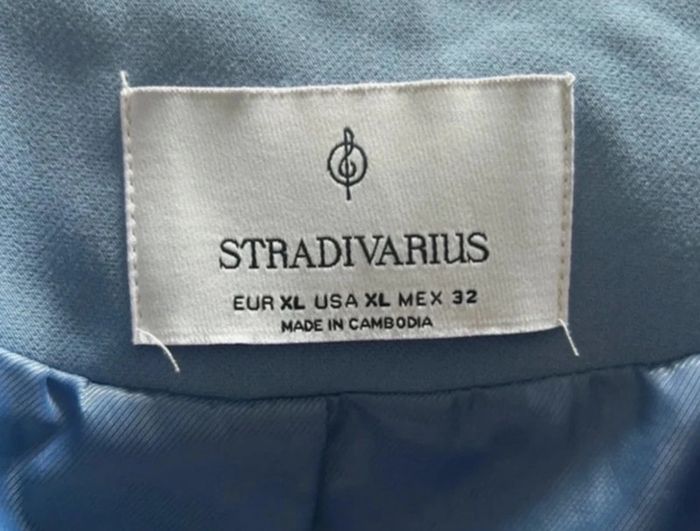 STRADIVARIUS
EUR XL USA XL MEX 32
MADE IN CAMBODIA